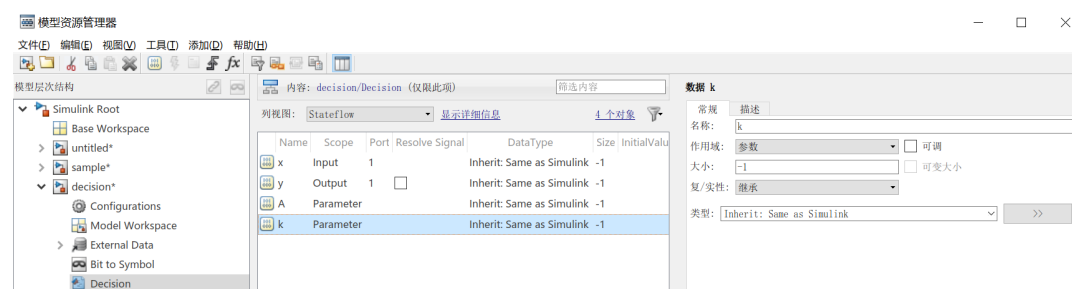 模型资源管理器
文件(F) 编辑(E) 视图(V) 工具(T) 添加(D) 帮助(H)
fx
模型层次结构
Simulink Root
Base Workspace
untitled*
sample*
decision*
Configurations
Model Workspace
External Data
Bit to Symbol
Decision
内容: decision/Decision (仅限此项) 筛选内容
列视图: Stateflow 显示详细信息 4 个对象
Name Scope Port Resolve Signal DataType Size InitialValu
x Input 1 Inherit: Same as Simulink -1
y Output 1 Inherit: Same as Simulink -1
A Parameter Inherit: Same as Simulink -1
k Parameter Inherit: Same as Simulink -1
数据 k
常规 描述
名称: k
作用域: 参数 可调
大小: -1 可变大小
复/实性: 继承
类型: Inherit: Same as Simulink >>